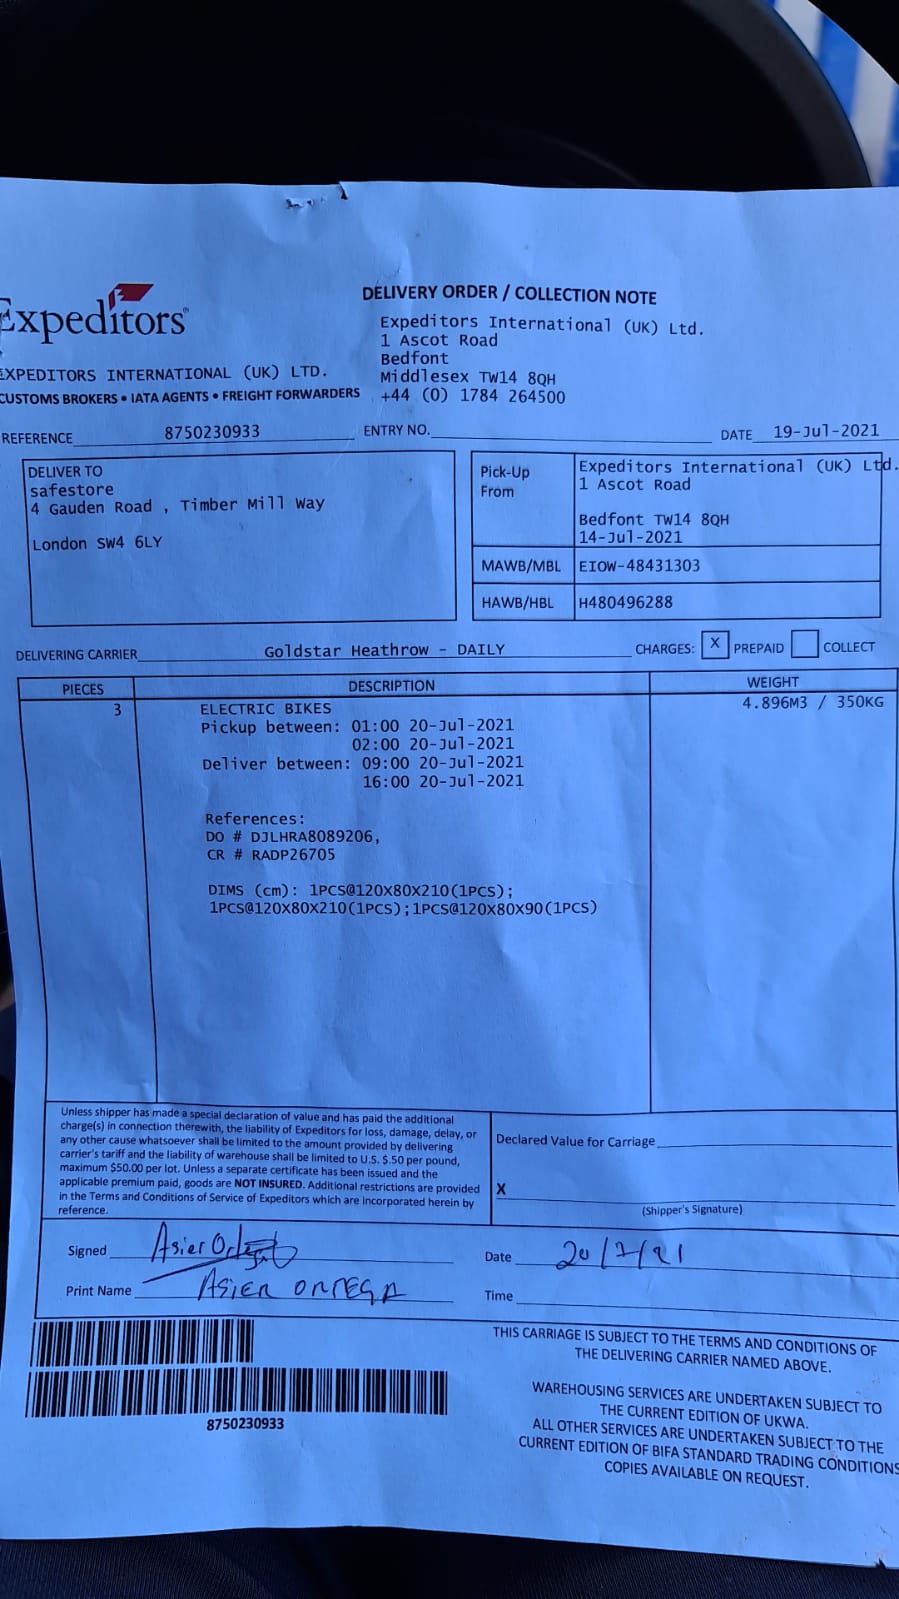 Expeditors
EXPEDITORS INTERNATIONAL (UK) LTD.
CUSTOMS BROKERS • IATA AGENTS • FREIGHT FORWARDERS
DELIVERY ORDER / COLLECTION NOTE
Expeditors International (UK) Ltd.
1 Ascot Road
Bedfont
Middlesex TW14 8QH
+44 (0) 1784 264500
REFERENCE 8750230933 ENTRY NO. DATE 19-Jul-2021
DELIVER TO
safestore
4 Gauden Road , Timber Mill Way
London SW4 6LY
Pick-Up From
Expeditors International (UK) Ltd.
1 Ascot Road
Bedfont TW14 8QH
14-Jul-2021
MAWB/MBL EIOW-48431303
HAWB/HBL H480496288
DELIVERING CARRIER Goldstar Heathrow - DAILY CHARGES: X PREPAID COLLECT
PIECES DESCRIPTION WEIGHT
3 ELECTRIC BIKES 4.896M3 / 350KG
Pickup between: 01:00 20-Jul-2021
02:00 20-Jul-2021
Deliver between: 09:00 20-Jul-2021
16:00 20-Jul-2021
References:
DO # DJLHRA8089206,
CR # RADP26705
DIMS (cm): 1PCS@120X80X210(1PCS);
1PCS@120X80X210(1PCS);1PCS@120X80X90(1PCS)
Unless shipper has made a special declaration of value and has paid the additional
charge(s) in connection therewith, the liability of Expeditors for loss, damage, delay, or
any other cause whatsoever shall be limited to the amount provided by delivering
carrier's tariff and the liability of warehouse shall be limited to U.S. $.50 per pound,
maximum $50.00 per lot. Unless a separate certificate has been issued and the
applicable premium paid, goods are NOT INSURED. Additional restrictions are provided
in the Terms and Conditions of Service of Expeditors which are incorporated herein by
reference.
Declared Value for Carriage
X
(Shipper's Signature)
Signed Asier Ortega Date 20/7/21
Print Name ASIER ORTEGA Time
8750230933
THIS CARRIAGE IS SUBJECT TO THE TERMS AND CONDITIONS OF
THE DELIVERING CARRIER NAMED ABOVE.
WAREHOUSING SERVICES ARE UNDERTAKEN SUBJECT TO
THE CURRENT EDITION OF UKWA.
ALL OTHER SERVICES ARE UNDERTAKEN SUBJECT TO THE
CURRENT EDITION OF BIFA STANDARD TRADING CONDITIONS
COPIES AVAILABLE ON REQUEST.